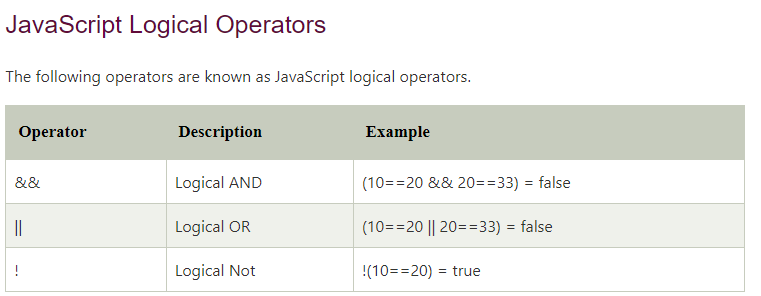 JavaScript Logical Operators
The following operators are known as JavaScript logical operators.
Operator Description Example
&& Logical AND (10==20 && 20==33) = false
|| Logical OR (10==20 || 20==33) = false
! Logical Not !(10==20) = true